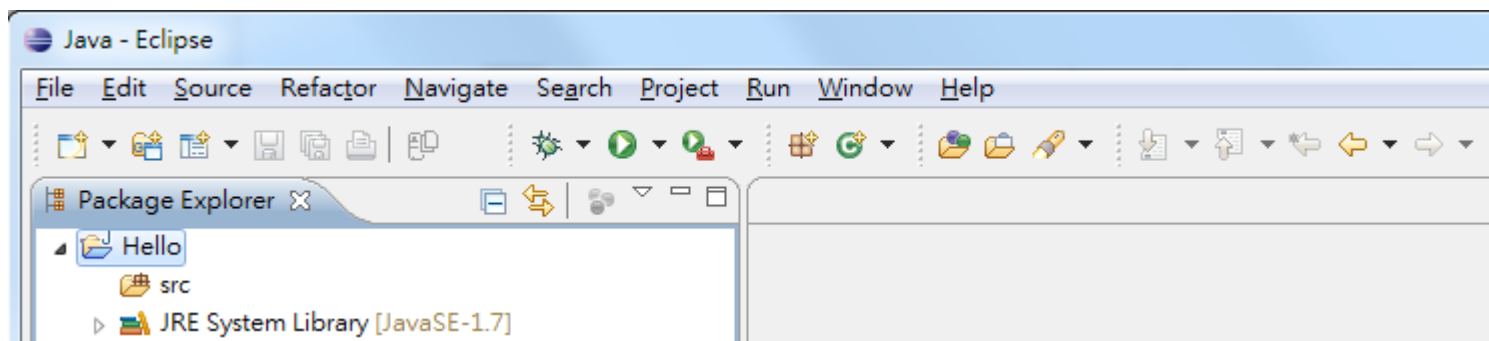 Java - Eclipse
File Edit Source Refactor Navigate Search Project Run Window Help
Package Explorer
Hello
src
JRE System Library [JavaSE-1.7]